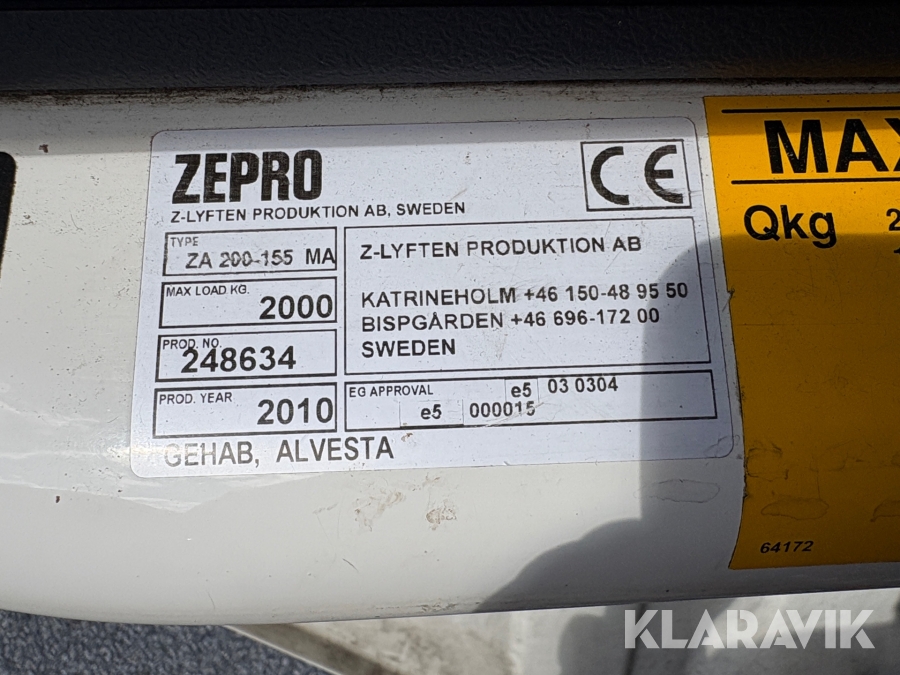 ZEPRO
CE
Z-LYFTEN PRODUKTION AB, SWEDEN
TYPE
ZA 200-155 MA
MAX LOAD KG.
2000
PROD. NO.
248634
PROD. YEAR
2010
Z-LYFTEN PRODUKTION AB
KATRINEHOLM +46 150-48 95 50
BISPGÅRDEN +46 696-172 00
SWEDEN
EG APPROVAL
e5 03 0304
e5 000015
GEHAB, ALVESTA
MAX
Qkg
64172
KLARAVIK